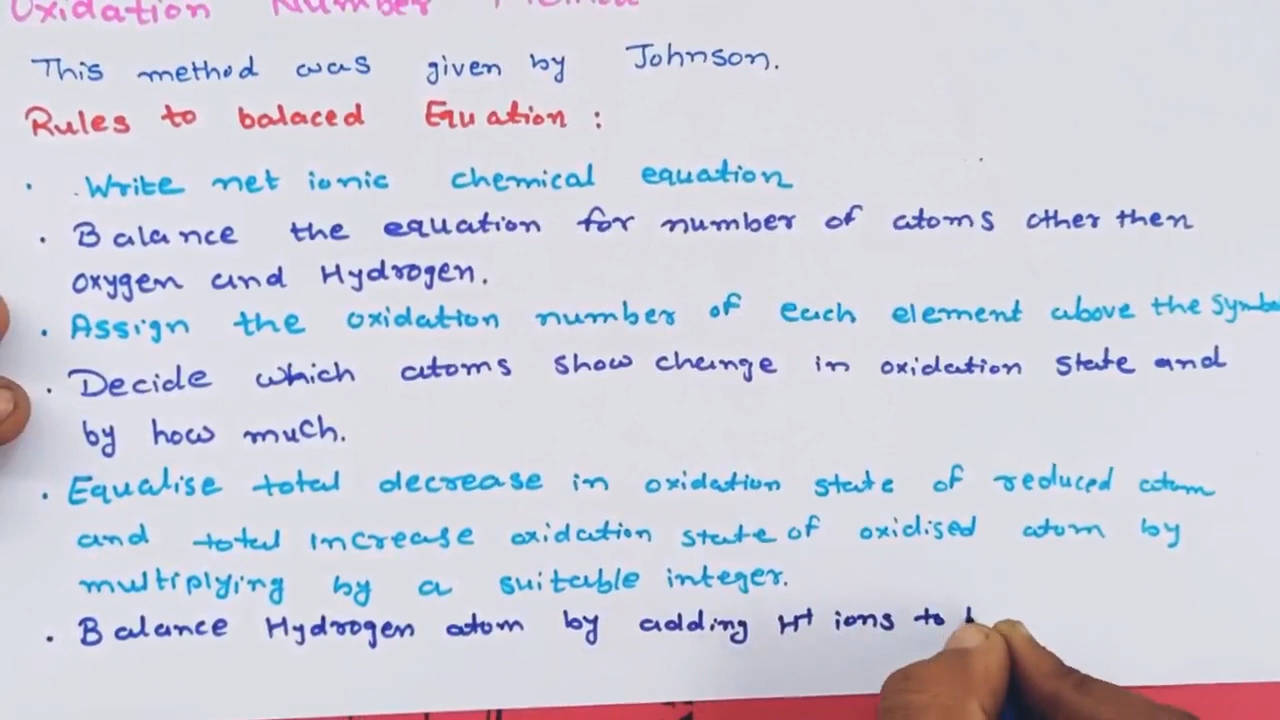 Oxidation Number Method
This method was given by Johnson.
Rules to balaced Equation :
· Write net ionic chemical equation
· Balance the equation for number of atoms other then
oxygen and Hydrogen.
· Assign the oxidation number of each element above the symbo
· Decide which atoms show change in oxidation state and
by how much.
· Equalise total decrease in oxidation state of reduced atom
and total increase oxidation state of oxidised atom by
multiplying by a suitable integer.
· Balance Hydrogen atom by adding H+ ions to